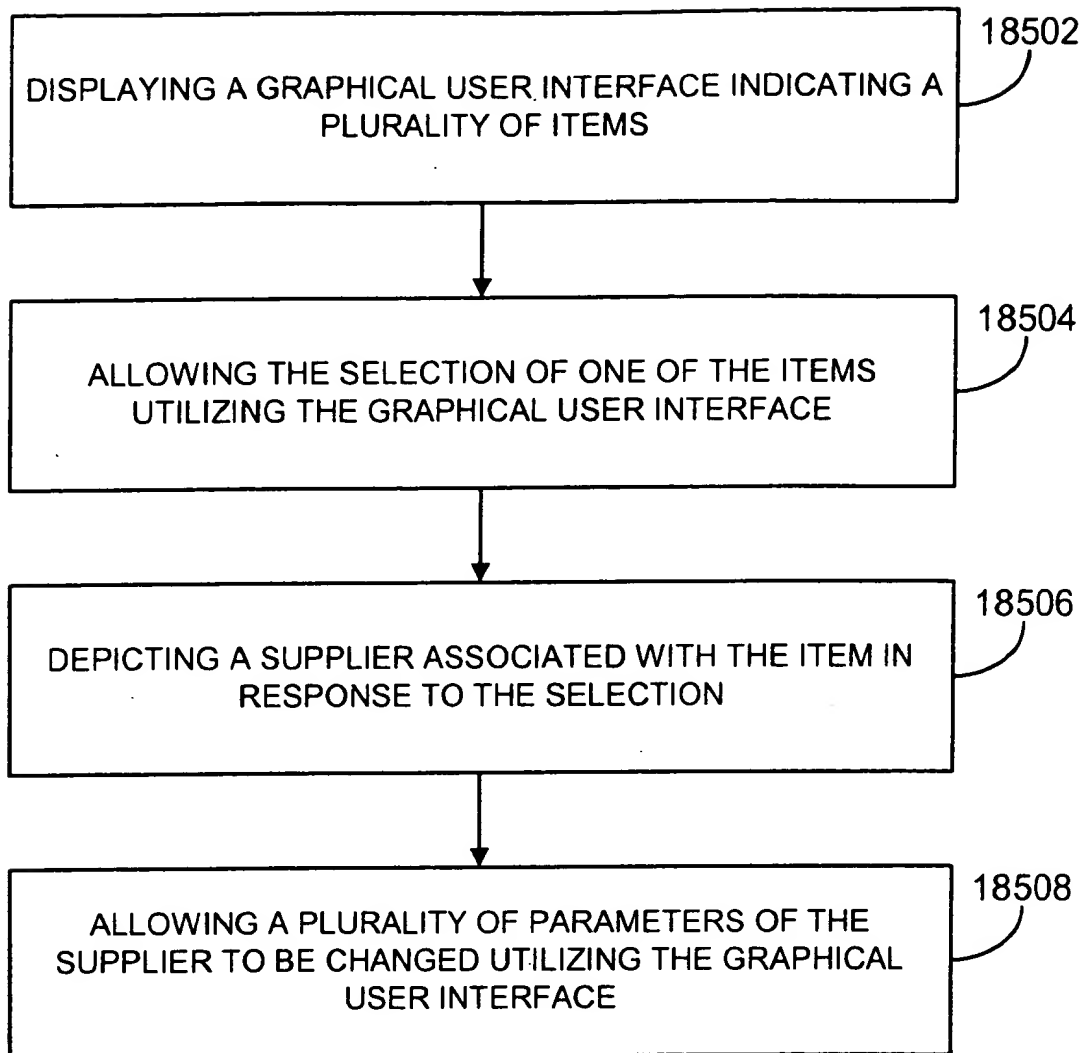 18502
DISPLAYING A GRAPHICAL USER INTERFACE INDICATING A
PLURALITY OF ITEMS
18504
ALLOWING THE SELECTION OF ONE OF THE ITEMS
UTILIZING THE GRAPHICAL USER INTERFACE
18506
DEPICTING A SUPPLIER ASSOCIATED WITH THE ITEM IN
RESPONSE TO THE SELECTION
18508
ALLOWING A PLURALITY OF PARAMETERS OF THE
SUPPLIER TO BE CHANGED UTILIZING THE GRAPHICAL
USER INTERFACE